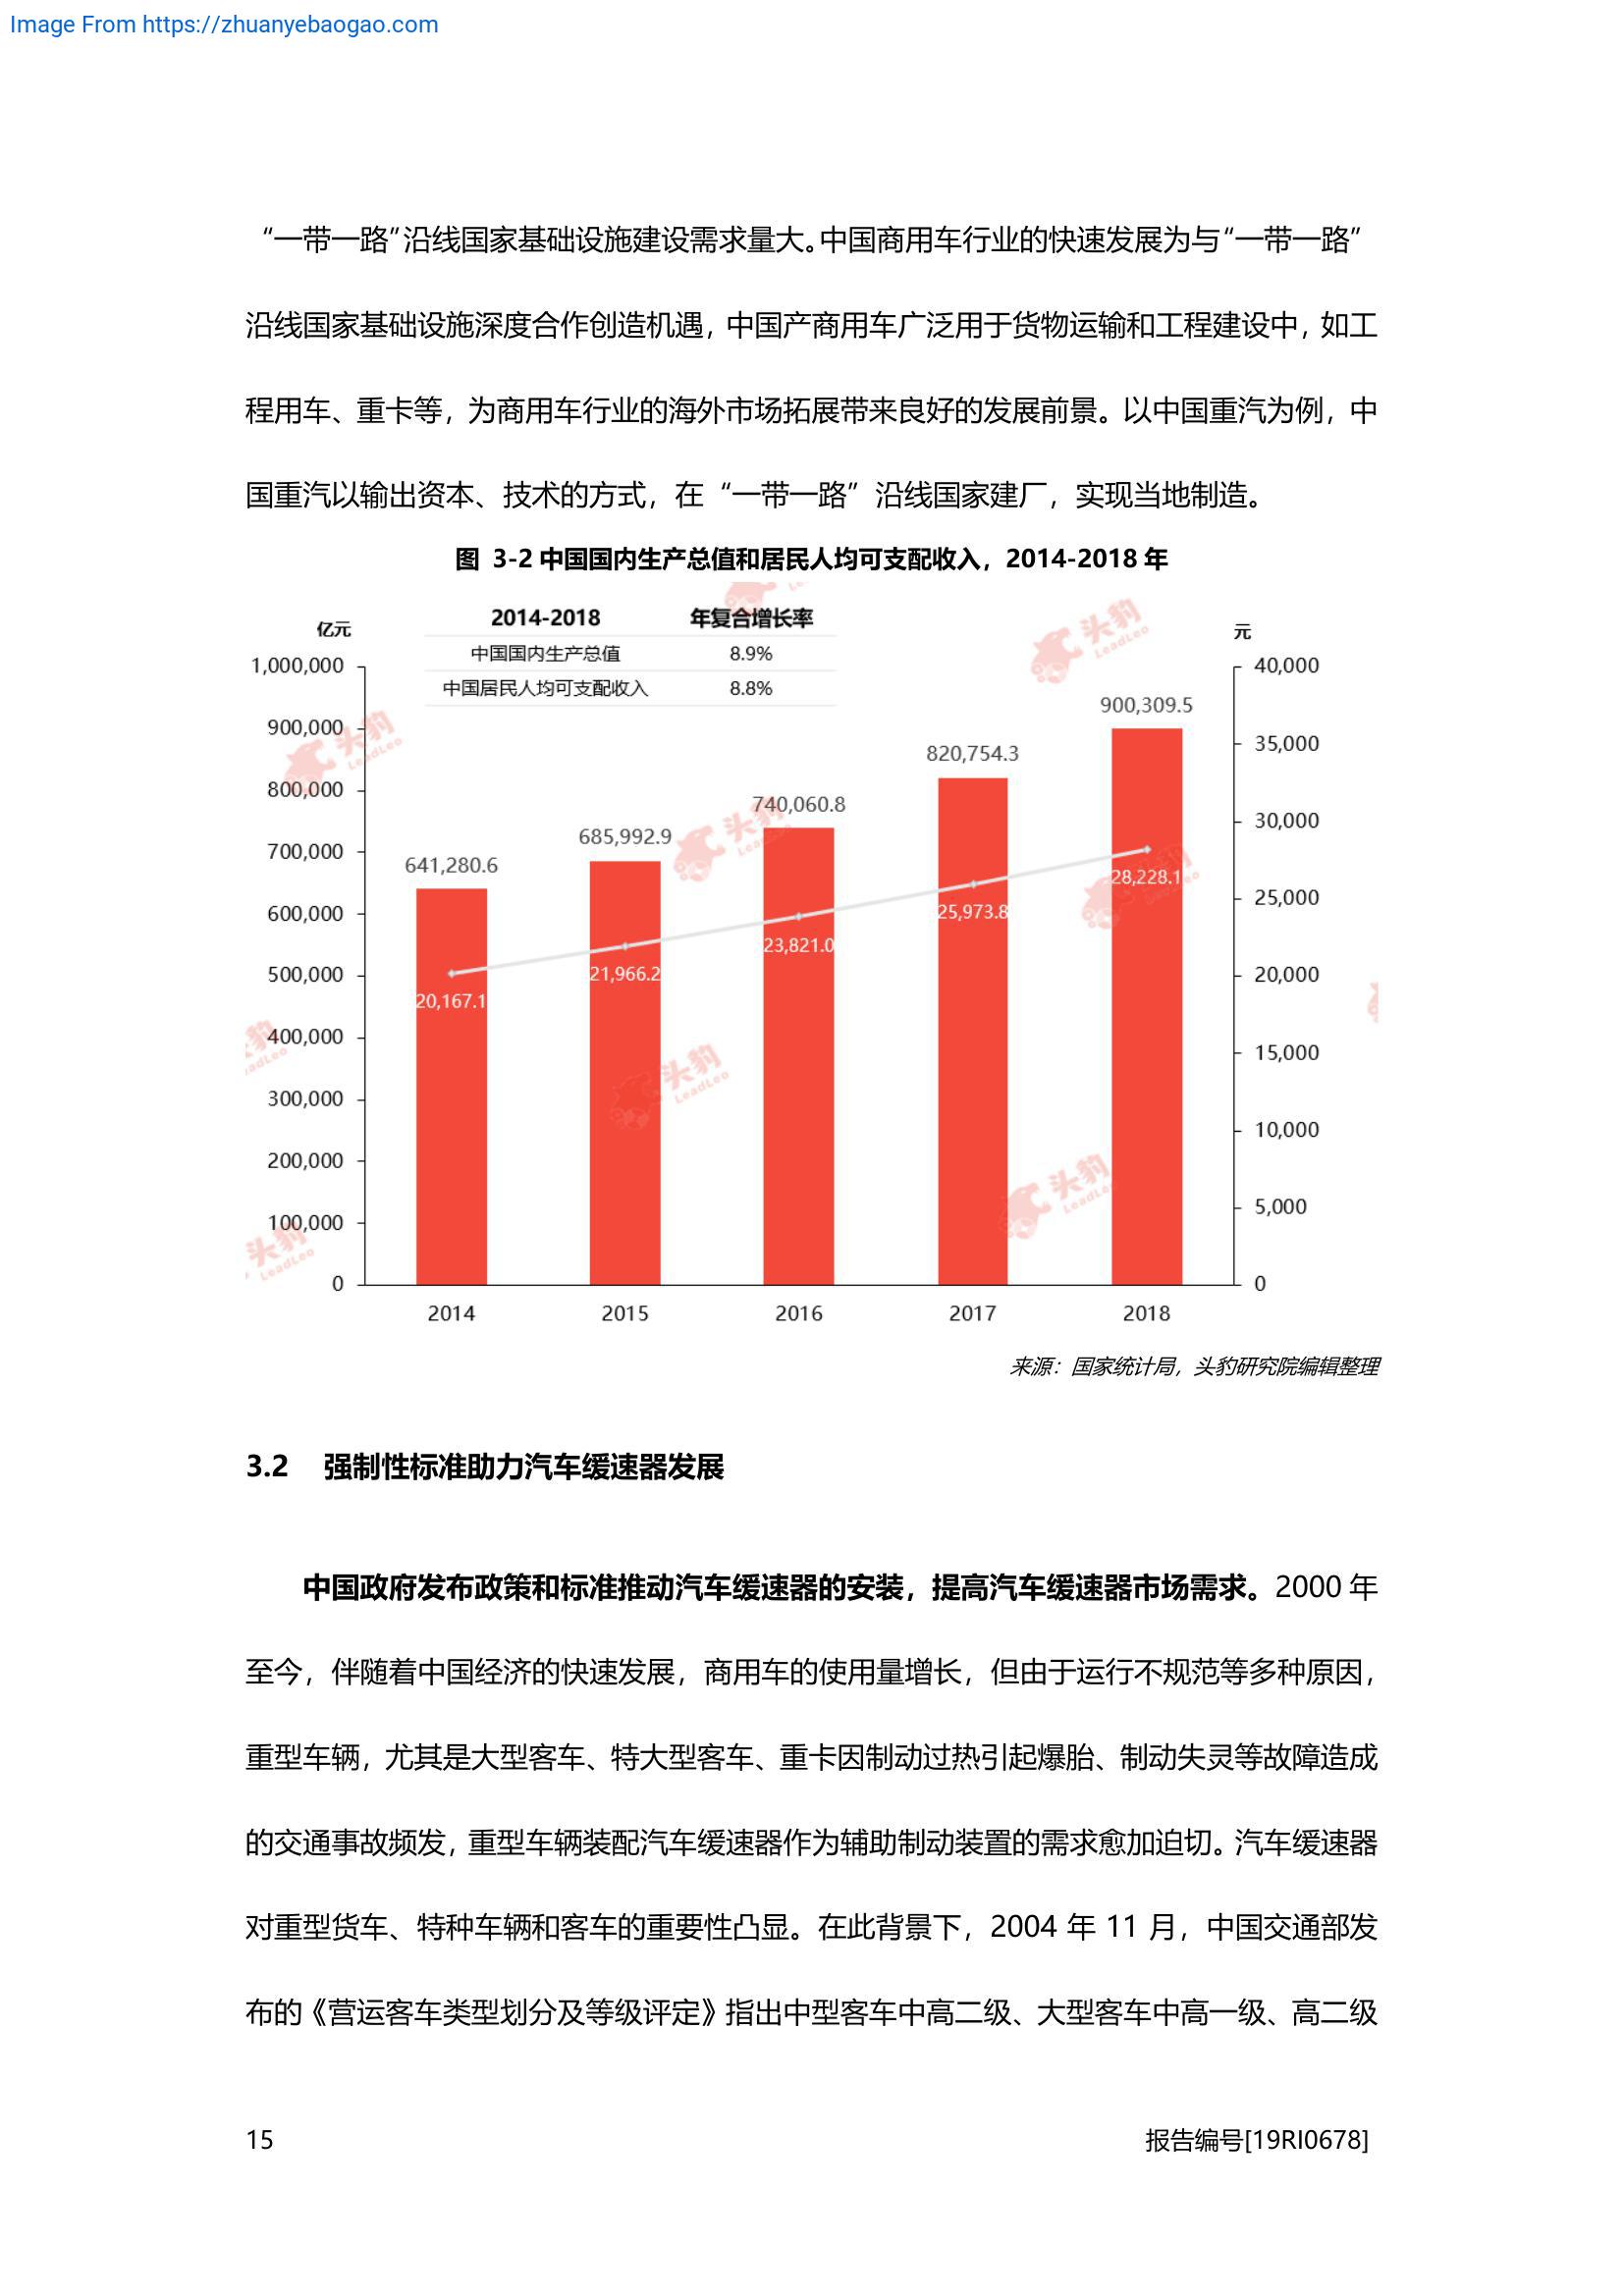 Image From https://zhuanyebaogao.com
“一带一路”沿线国家基础设施建设需求量大。中国商用车行业的快速发展为与“一带一路”
沿线国家基础设施深度合作创造机遇，中国产商用车广泛用于货物运输和工程建设中，如工
程用车、重卡等，为商用车行业的海外市场拓展带来良好的发展前景。以中国重汽为例，中
国重汽以输出资本、技术的方式，在“一带一路”沿线国家建厂，实现当地制造。
图 3-2 中国国内生产总值和居民人均可支配收入，2014-2018 年
2014-2018 年复合增长率
中国国内生产总值 8.9%
中国居民人均可支配收入 8.8%
亿元
1,000,000
900,000
800,000
700,000
600,000
500,000
400,000
300,000
200,000
100,000
0
元
40,000
35,000
30,000
25,000
20,000
15,000
10,000
5,000
0
641,280.6
685,992.9
740,060.8
820,754.3
900,309.5
20,167.1
21,966.2
23,821.0
25,973.8
28,228.1
2014 2015 2016 2017 2018
头豹
LeadLeo
来源：国家统计局，头豹研究院编辑整理
3.2 强制性标准助力汽车缓速器发展
中国政府发布政策和标准推动汽车缓速器的安装，提高汽车缓速器市场需求。2000 年
至今，伴随着中国经济的快速发展，商用车的使用量增长，但由于运行不规范等多种原因，
重型车辆，尤其是大型客车、特大型客车、重卡因制动过热引起爆胎、制动失灵等故障造成
的交通事故频发，重型车辆装配汽车缓速器作为辅助制动装置的需求愈加迫切。汽车缓速器
对重型货车、特种车辆和客车的重要性凸显。在此背景下，2004 年 11 月，中国交通部发
布的《营运客车类型划分及等级评定》指出中型客车中高二级、大型客车中高一级、高二级
15
报告编号[19RI0678]